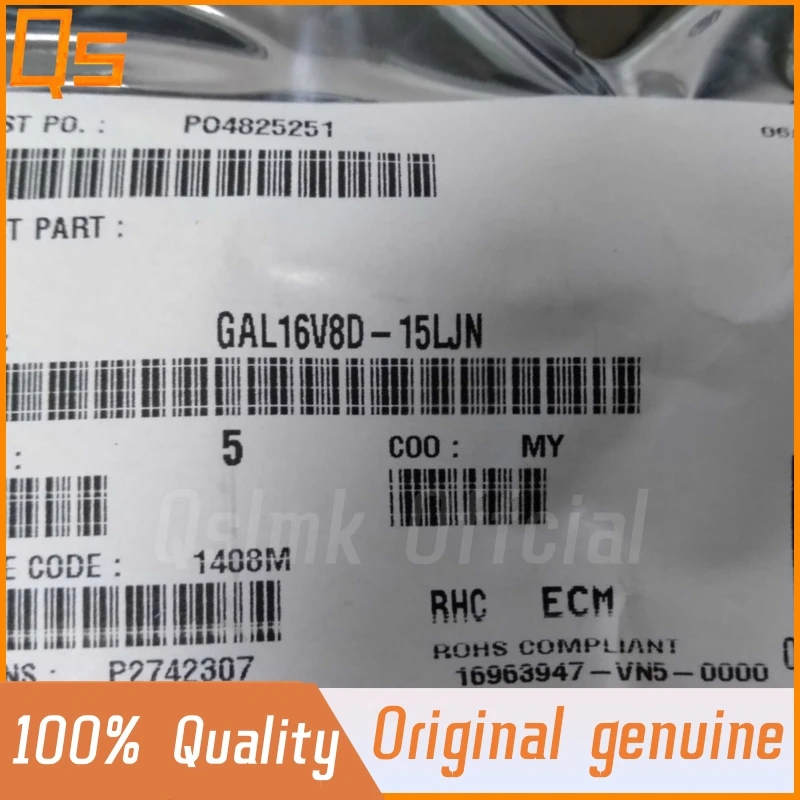 Qs
ST PO. : PO4825251
T PART :
GAL16V8D-15LJN
: 5 COO : MY
Qslmk Official
E CODE : 1408M
RHC ECM
ROHS COMPLIANT
NS : P2742307 16963947-VN5-0000
100% Quality Original genuine